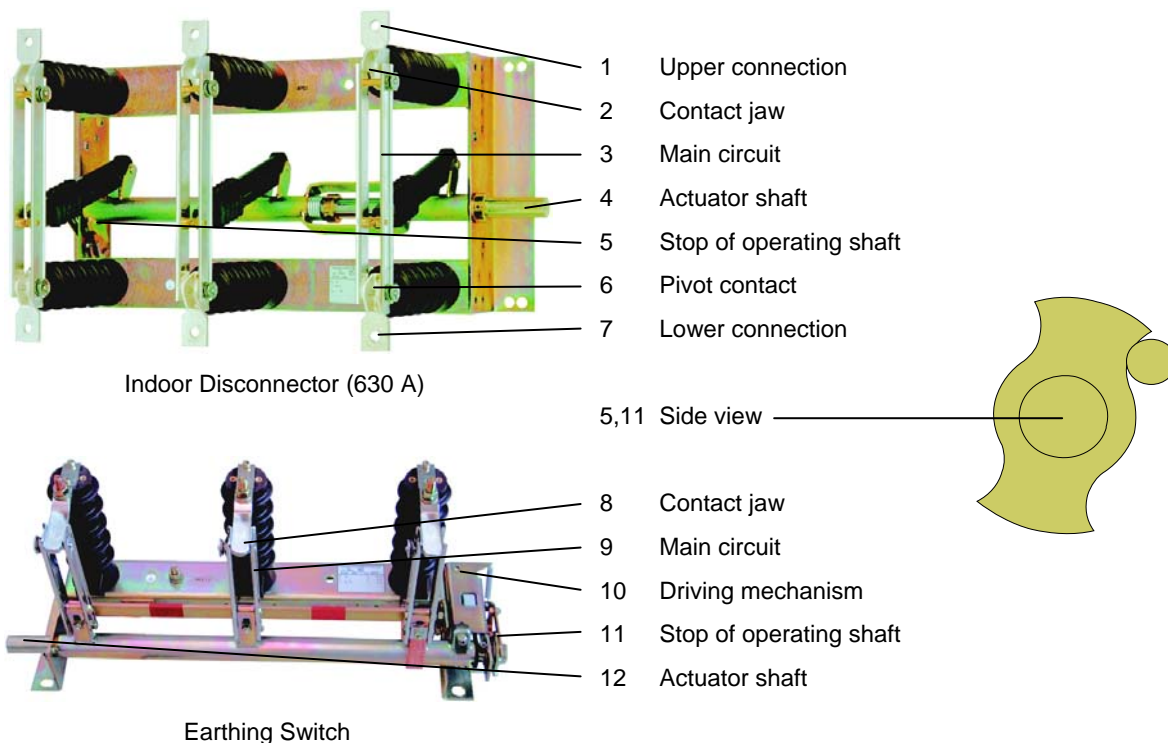 1 Upper connection
2 Contact jaw
3 Main circuit
4 Actuator shaft
5 Stop of operating shaft
6 Pivot contact
7 Lower connection
Indoor Disconnector (630 A)
5,11 Side view
8 Contact jaw
9 Main circuit
10 Driving mechanism
11 Stop of operating shaft
12 Actuator shaft
Earthing Switch